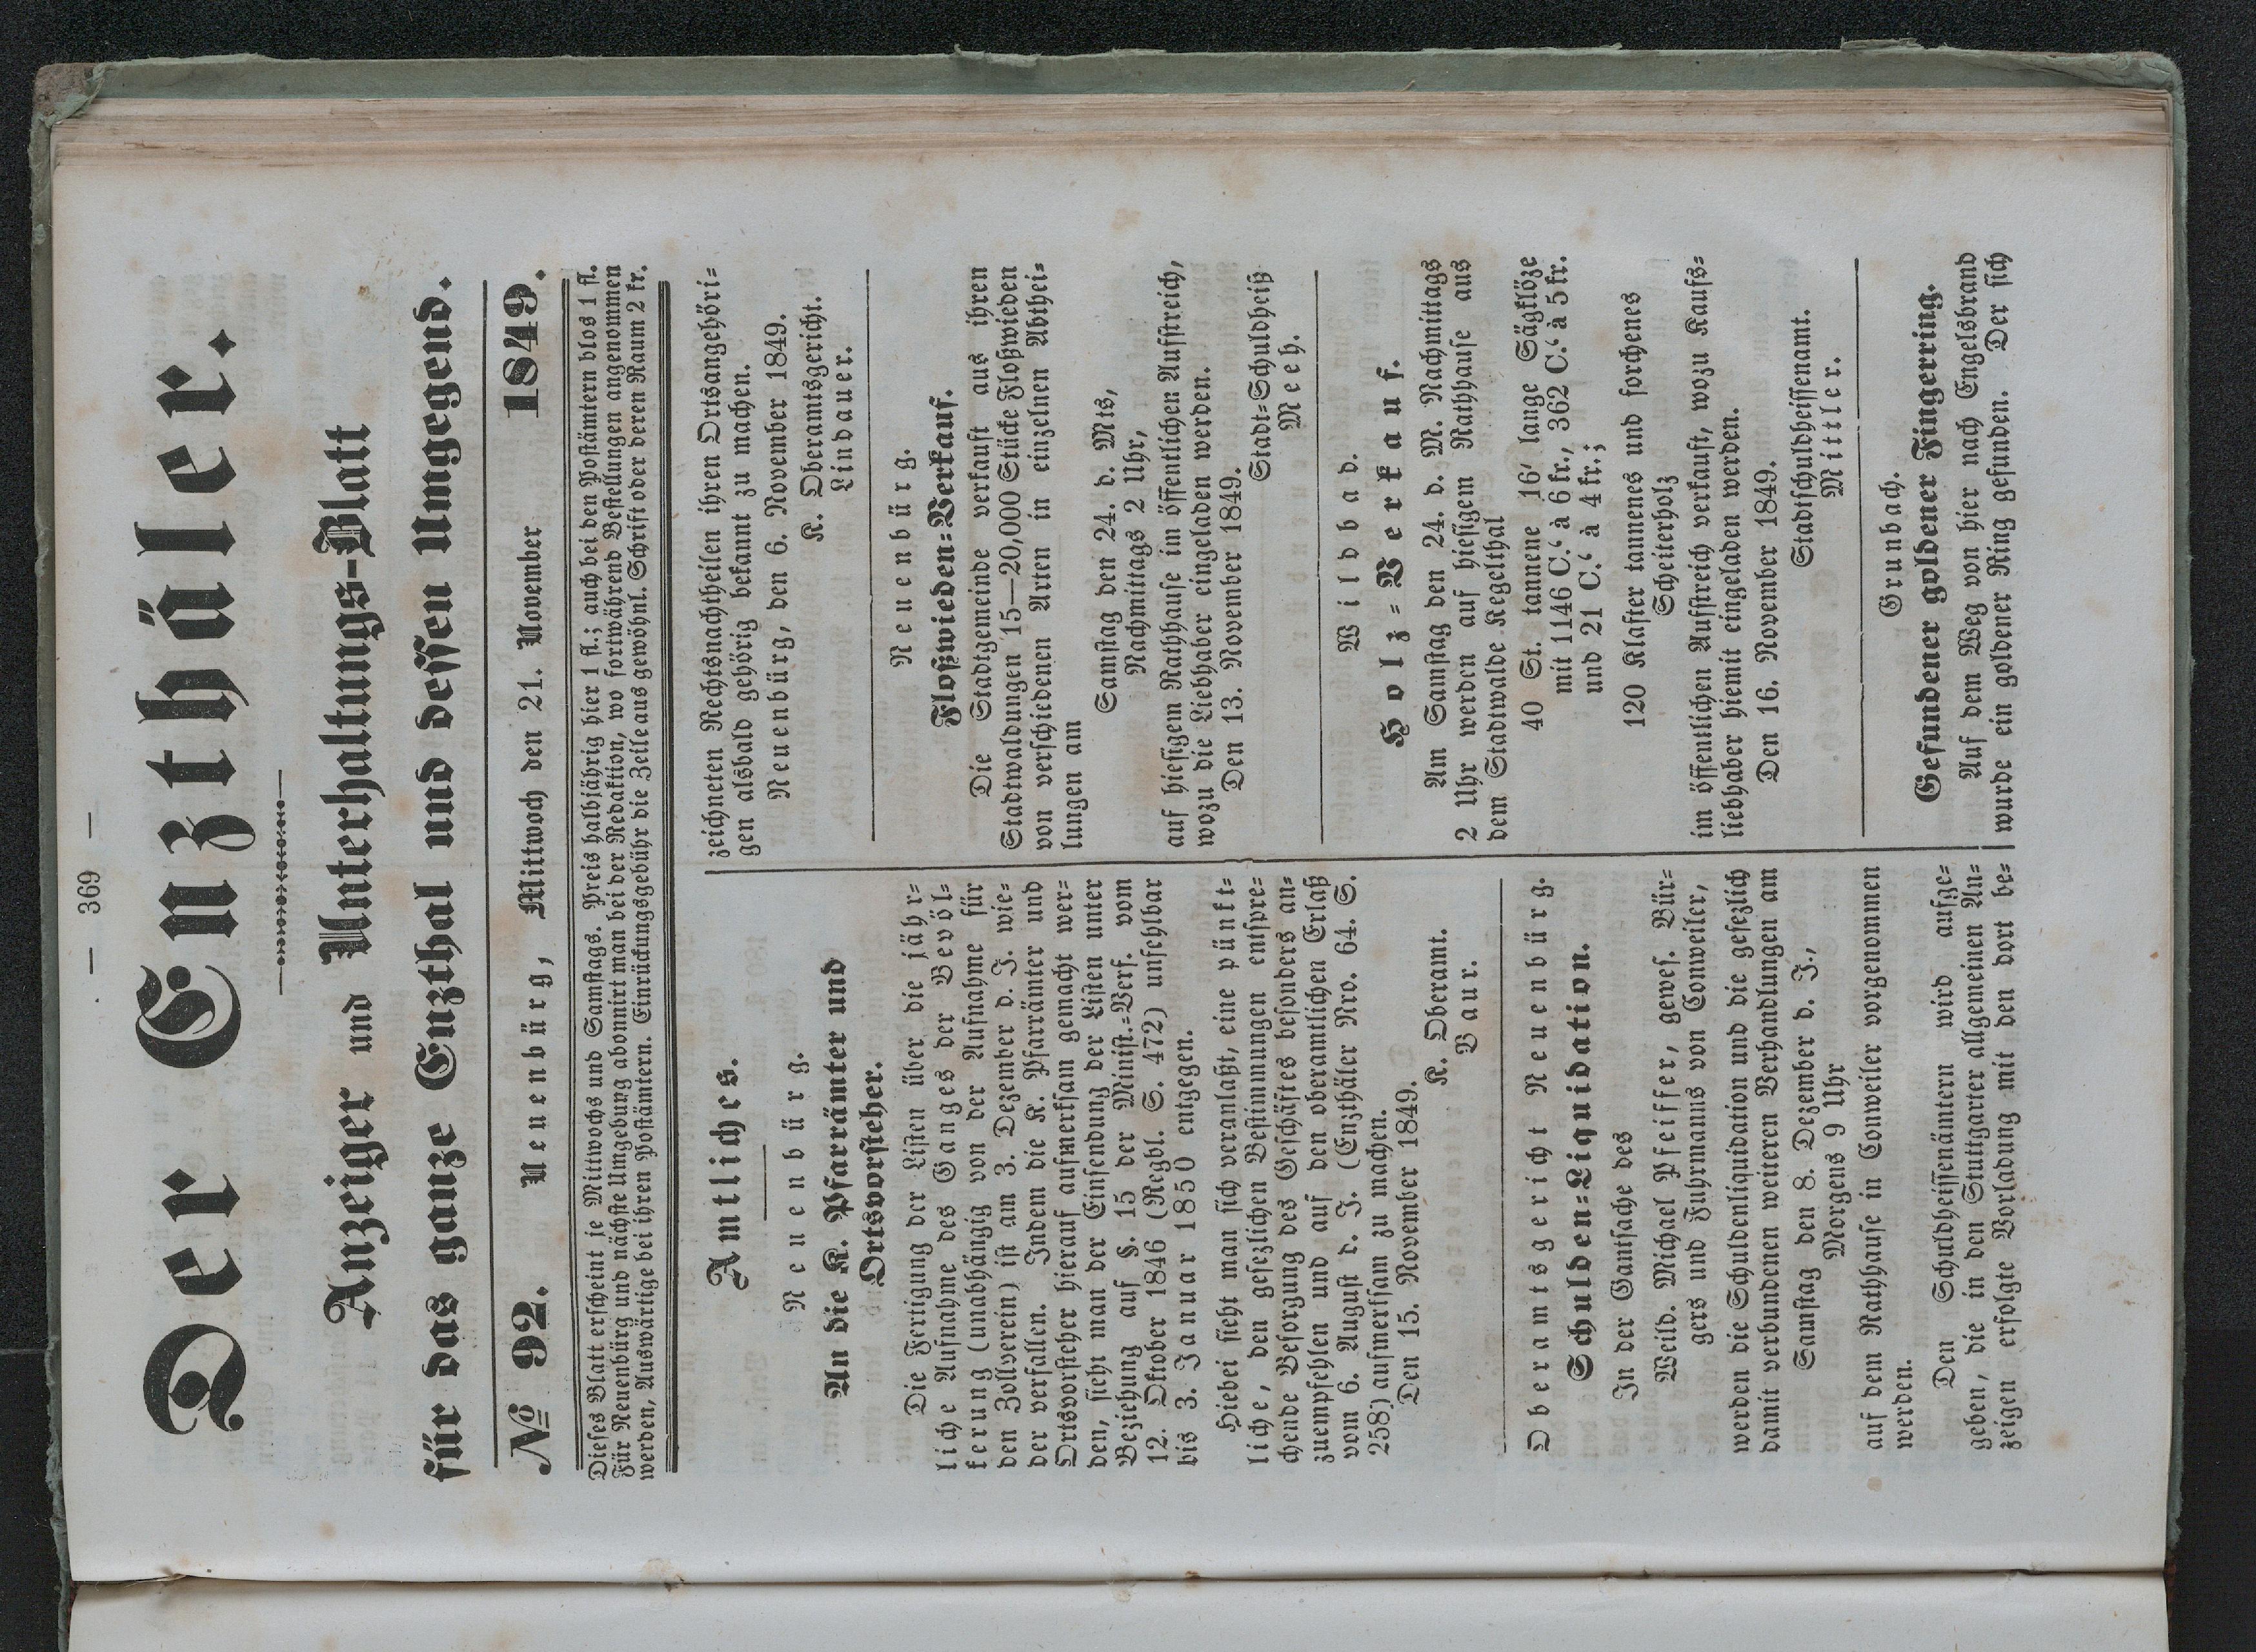 — 369 —
Der Enzthäler.
Anzeiger und Unterhaltungs-Blatt
für das ganze Enzthal und dessen Umgegend.
№ 92. Neuenbürg, Mittwoch den 21. November 1849.
Dieses Blatt erscheint je Mittwochs und Samstags. Preis halbjährig hier 1 fl.; auch bei den Postämtern blos 1 fl.
Für Neuenbürg und nächste Umgebung abonnirt man bei der Redaktion, wo fortwährend Bestellungen angenommen
werden, Auswärtige bei ihren Postämtern. Einrückungsgebühr die Zeile aus gewöhnl. Schrift oder deren Raum 2 kr.
Amtliches.
Neuenbürg.
An die K. Pfarrämter und
Ortsvorsteher.
Die Fertigung der Listen über die jähr=
liche Aufnahme des Ganges der Bevöl=
kerung (unabhängig von der Aufnahme für
den Zollverein) ist am 3. Dezember d. J. wie=
der verfallen. Indem die K. Pfarrämter und
Ortsvorsteher hierauf aufmerksam gemacht wer=
den, sieht man der Einsendung der Listen unter
Beziehung auf §. 15 der Minist.=Verf. vom
12. Oktober 1846 (Regbl. S. 472) unfehlbar
bis 3. Januar 1850 entgegen.
Hiebei sieht man sich veranlaßt, eine pünkt=
liche, den gesezlichen Bestimmungen entspre=
chende Besorgung des Geschäftes besonders an=
zuempfehlen und auf den oberamtlichen Erlaß
vom 6. August d. J. (Enzthäler Nro. 64. S.
258) aufmerksam zu machen.
Den 15. November 1849.
K. Oberamt.
Baur.
Oberamtsgericht Neuenbürg.
Schulden=Liquidation.
In der Gantsache des
Weild. Michael Pfeiffer, gewes. Bür=
gers und Fuhrmanns von Conweiler,
werden die Schuldenliquidation und die gesezlich
damit verbundenen weiteren Verhandlungen am
Samstag den 8. Dezember d. J.,
Morgens 9 Uhr
auf dem Rathhause in Conweiler vorgenommen
werden.
Den Schuldheissenämtern wird aufge=
geben, die in den Stuttgarter allgemeinen An=
zeigen erfolgte Vorladung mit den dort be=
zeichneten Rechtsnachtheilen ihren Ortsangehöri=
gen alsbald gehörig bekannt zu machen.
Neuenbürg, den 6. November 1849.
K. Oberamtsgericht.
Lindauer.
Neuenbürg.
Floßwieden=Verkauf.
Die Stadtgemeinde verkauft aus ihren
Stadtwaldungen 15—20,000 Stücke Floßwieden
von verschiedenen Arten in einzelnen Abthei=
lungen am
Samstag den 24. d. Mts,
Nachmittags 2 Uhr,
auf hiesigem Rathhause im öffentlichen Aufstreich,
wozu die Liebhaber eingeladen werden.
Den 13. November 1849.
Stadt=Schuldheiß
Meeh.
Wildbad.
Holz=Verkauf.
Am Samstag den 24. d. M. Nachmittags
2 Uhr werden auf hiesigem Rathhause aus
dem Stadtwalde Kegelthal
40 St. tannene 16' lange Sägklöze
mit 1146 C.' à 6 kr., 362 C.' à 5 kr.
und 21 C.' à 4 kr.;
120 Klafter tannenes und forchenes
Scheiterholz
im öffentlichen Aufstreich verkauft, wozu Kaufs=
liebhaber hiemit eingeladen werden.
Den 16. November 1849.
Stadtschuldheissenamt.
Mittler.
Grunbach.
Gefundener goldener Fingerring.
Auf dem Weg von hier nach Engelsbrand
wurde ein goldener Ring gefunden. Der sich